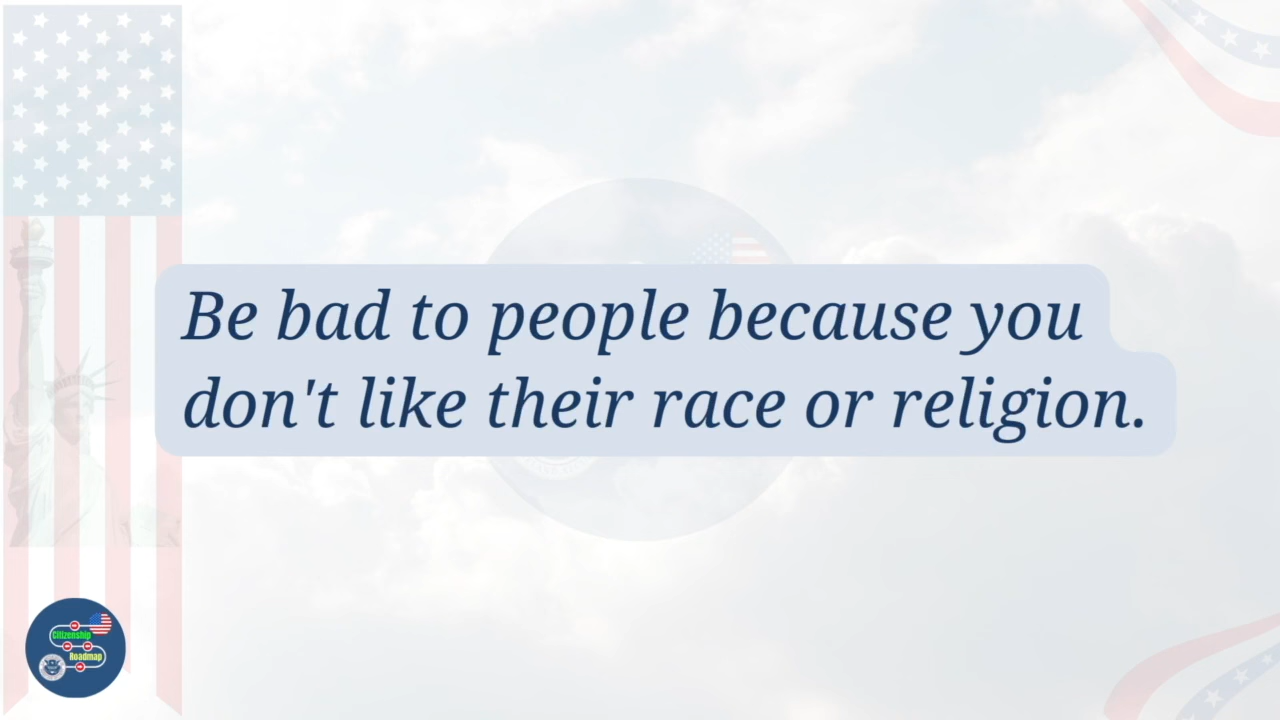 Be bad to people because you
don't like their race or religion.
Citizenship
Roadmap